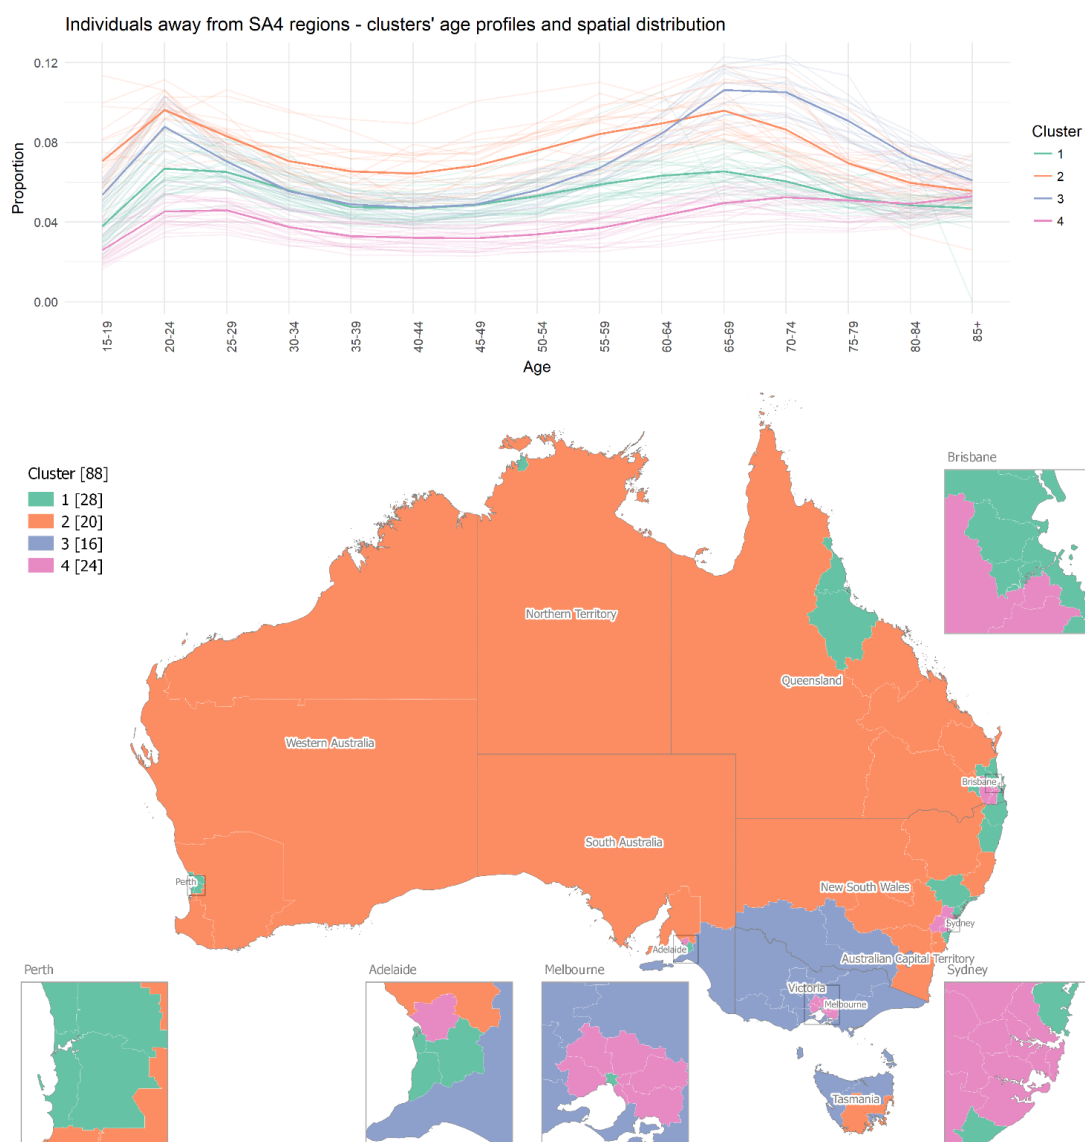 Individuals away from SA4 regions - clusters' age profiles and spatial distribution
0.12
0.08
0.04
0.00
Proportion
15-19
20-24
25-29
30-34
35-39
40-44
45-49
50-54
55-59
60-64
65-69
70-74
75-79
80-84
85+
Age
Cluster
1
2
3
4
Cluster [88]
1 [28]
2 [20]
3 [16]
4 [24]
Brisbane
Northern Territory
Queensland
Western Australia
Brisbane
South Australia
Perth
New South Wales
Sydney
Adelaide
Australian Capital Territory
Victoria
Melbourne
Perth
Adelaide
Melbourne
Sydney
Tasmania